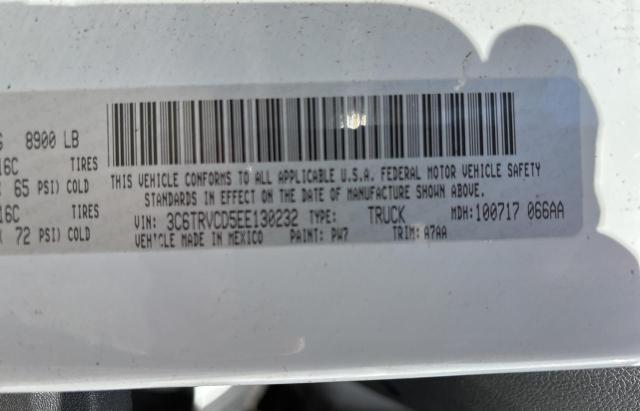 G 8900 LB
16C TIRES
65 PSI) COLD
16C TIRES
72 PSI) COLD
THIS VEHICLE CONFORMS TO ALL APPLICABLE U.S.A. FEDERAL MOTOR VEHICLE SAFETY
STANDARDS IN EFFECT ON THE DATE OF MANUFACTURE SHOWN ABOVE.
VIN: 3C6TRVCD5EE130232 TYPE: TRUCK MDH:100717 066AA
VEHICLE MADE IN MEXICO PAINT: PW7 TRIM: A7AA